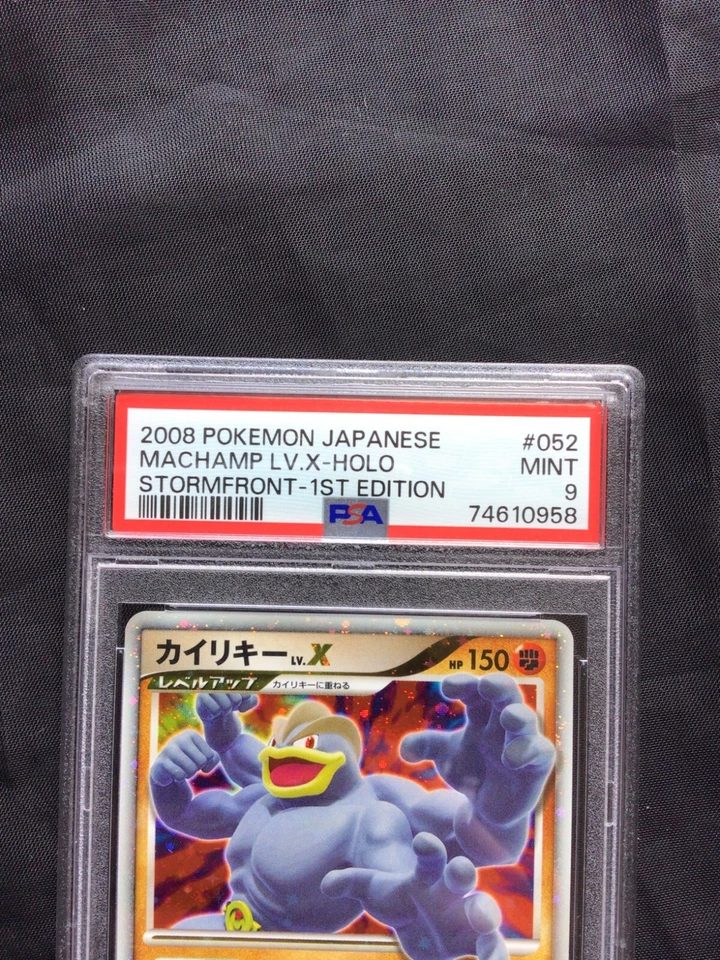 2008 POKEMON JAPANESE #052
MACHAMP LV.X-HOLO MINT
STORMFRONT-1ST EDITION 9
PSA 74610958
カイリキー LV.X HP 150
レベルアップ カイリキーに重ねる